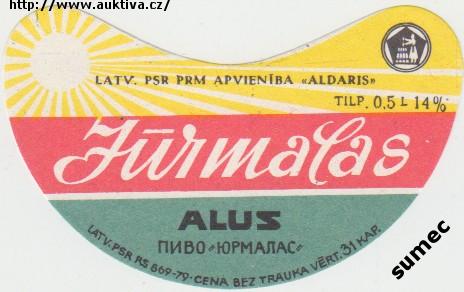 http://www.auktiva.cz/
LATV. PSR PRM APVIENĪBA «ALDARIS»
TILP. 0,5 L 14%
Jūrmalas
ALUS
ПИВО „ЮРМАЛАС"
LATV. PSR RS 869-79 · CENA BEZ TRAUKA VĒRT. 31 KAP.
sumec